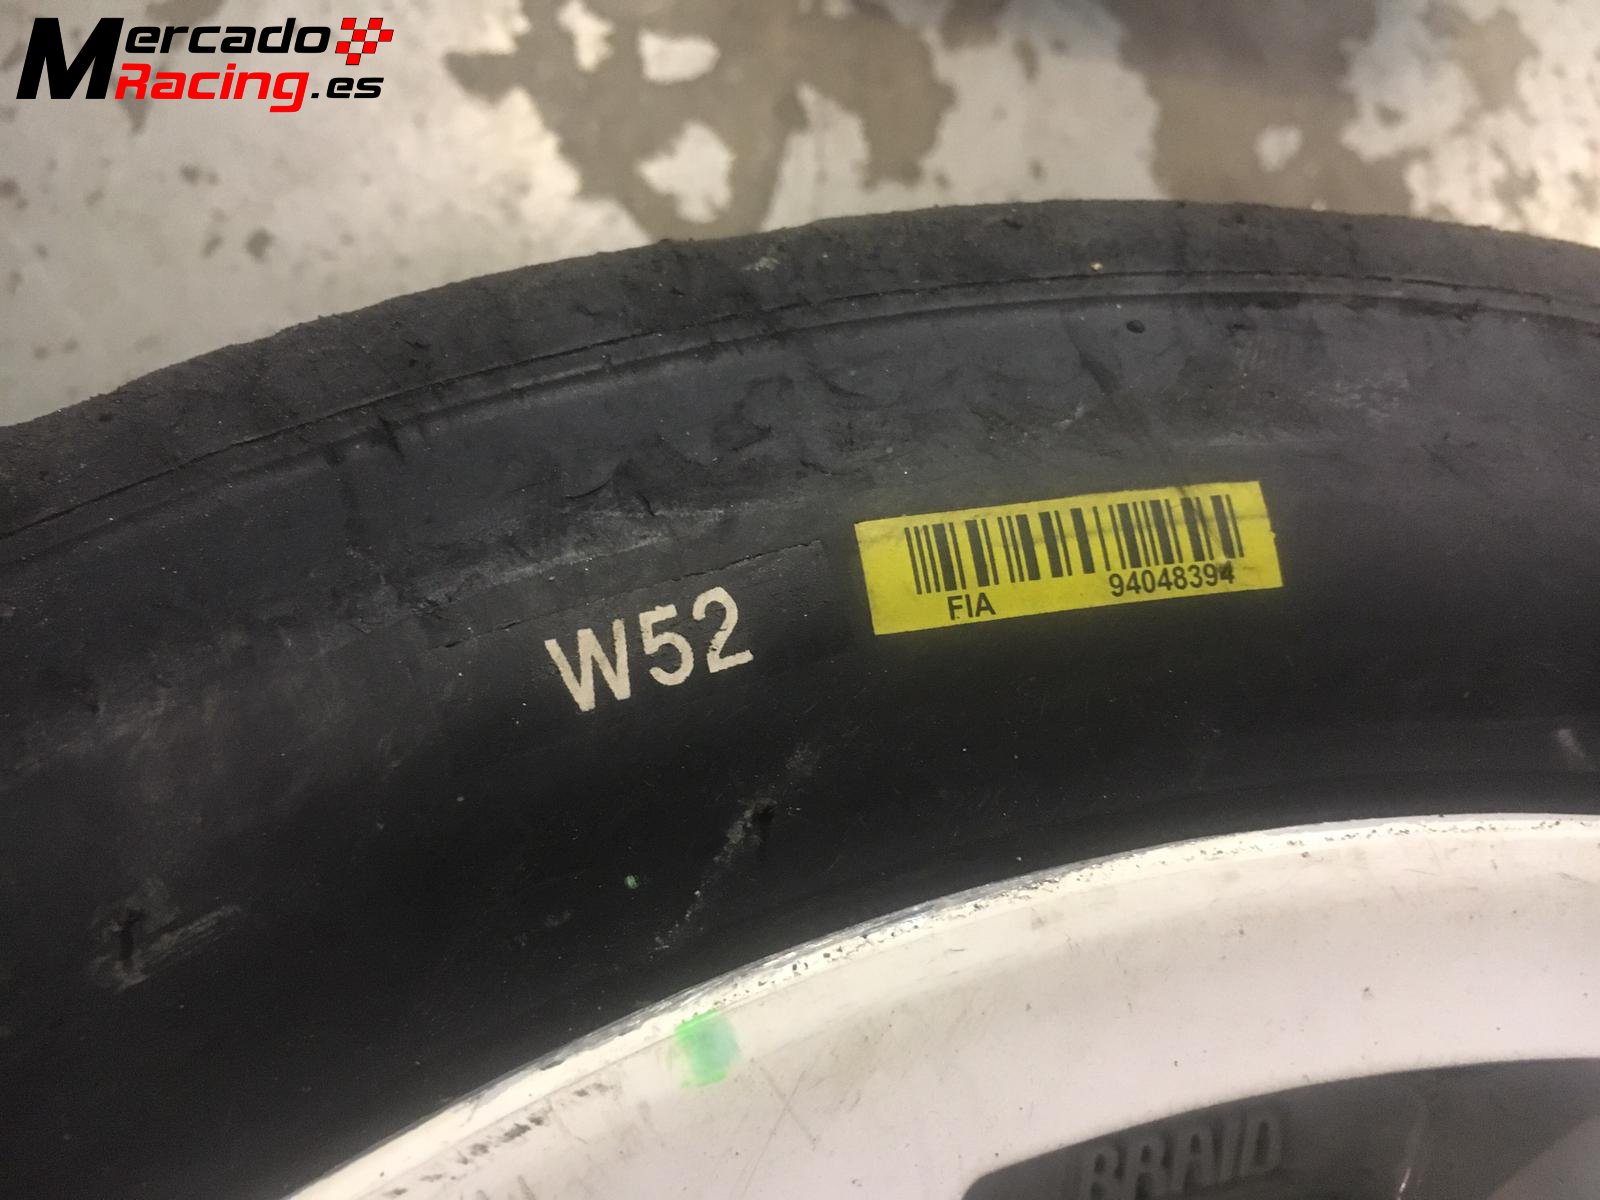 Mercado
Racing.es
W52
FIA 94048394
BRAID